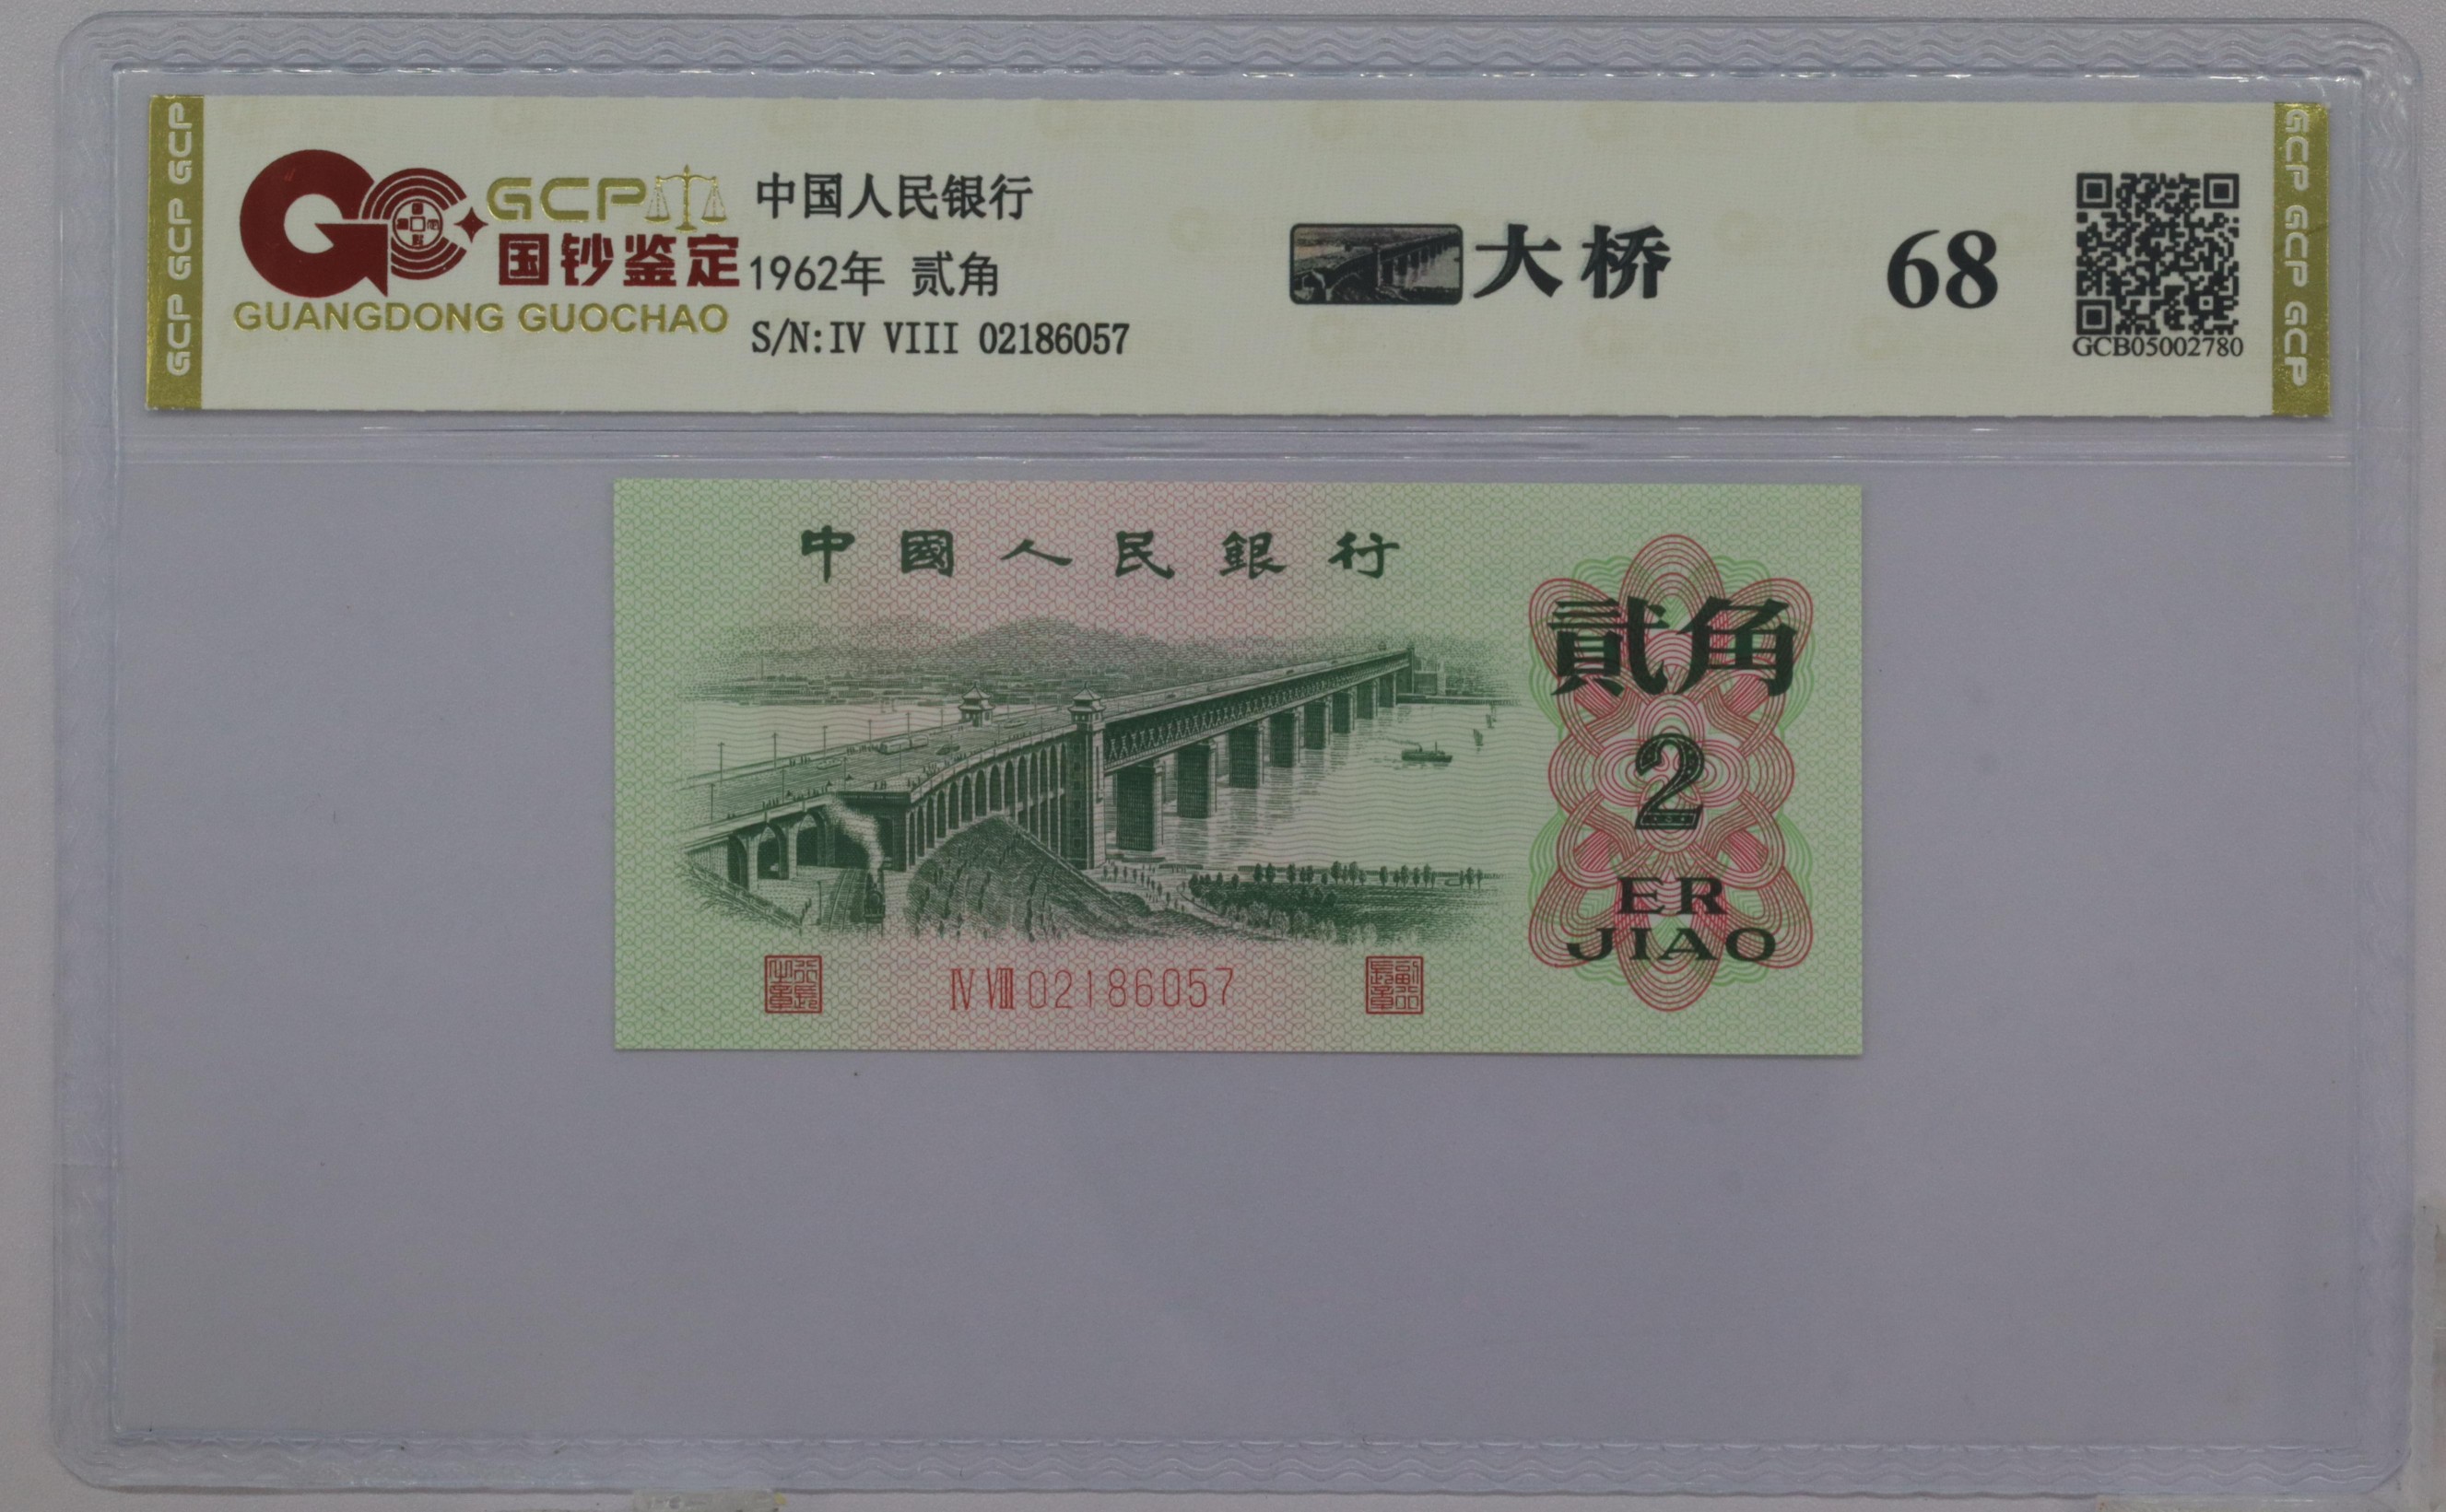 GCP GCP GCP
GCP
国钞鉴定
GUANGDONG GUOCHAO
中国人民银行
1962年 贰角
S/N:IV VIII 02186057
大桥
68
GCB05002780
GCP GCP GCP
中國人民銀行
貳角
2
ER
JIAO
Ⅳ Ⅷ 02186057